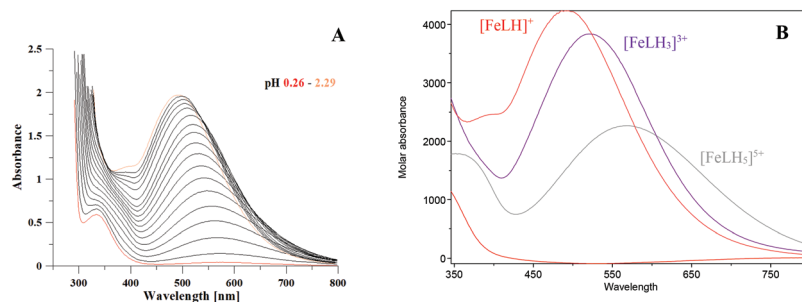 A
2.5
2
1.5
1
0.5
0
Absorbance
pH 0.26 - 2.29
300 400 500 600 700 800
Wavelength [nm]
B
[FeLH]⁺
[FeLH₃]³⁺
[FeLH₅]⁵⁺
4000
3000
2000
1000
0
Molar absorbance
350 450 550 650 750
Wavelength